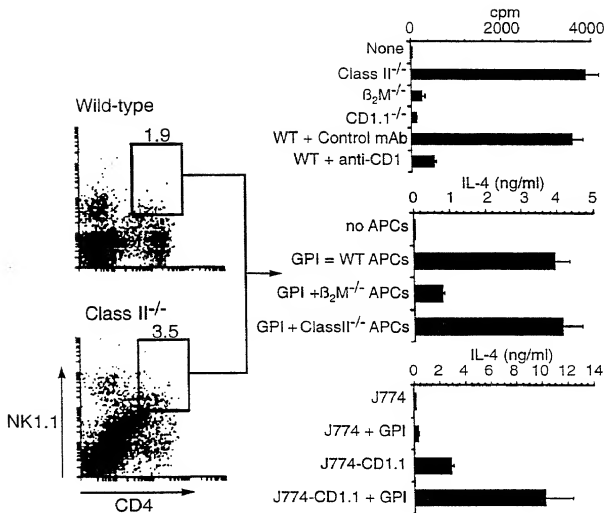 Wild-type
1.9
Class II-/-
3.5
NK1.1
CD4
cpm
0 2000 4000
None
Class II-/-
ß2M-/-
CD1.1-/-
WT + Control mAb
WT + anti-CD1
IL-4 (ng/ml)
0 1 2 3 4 5
no APCs
GPI = WT APCs
GPI +ß2M-/- APCs
GPI + ClassII-/- APCs
IL-4 (ng/ml)
0 2 4 6 8 10 12 14
J774
J774 + GPI
J774-CD1.1
J774-CD1.1 + GPI